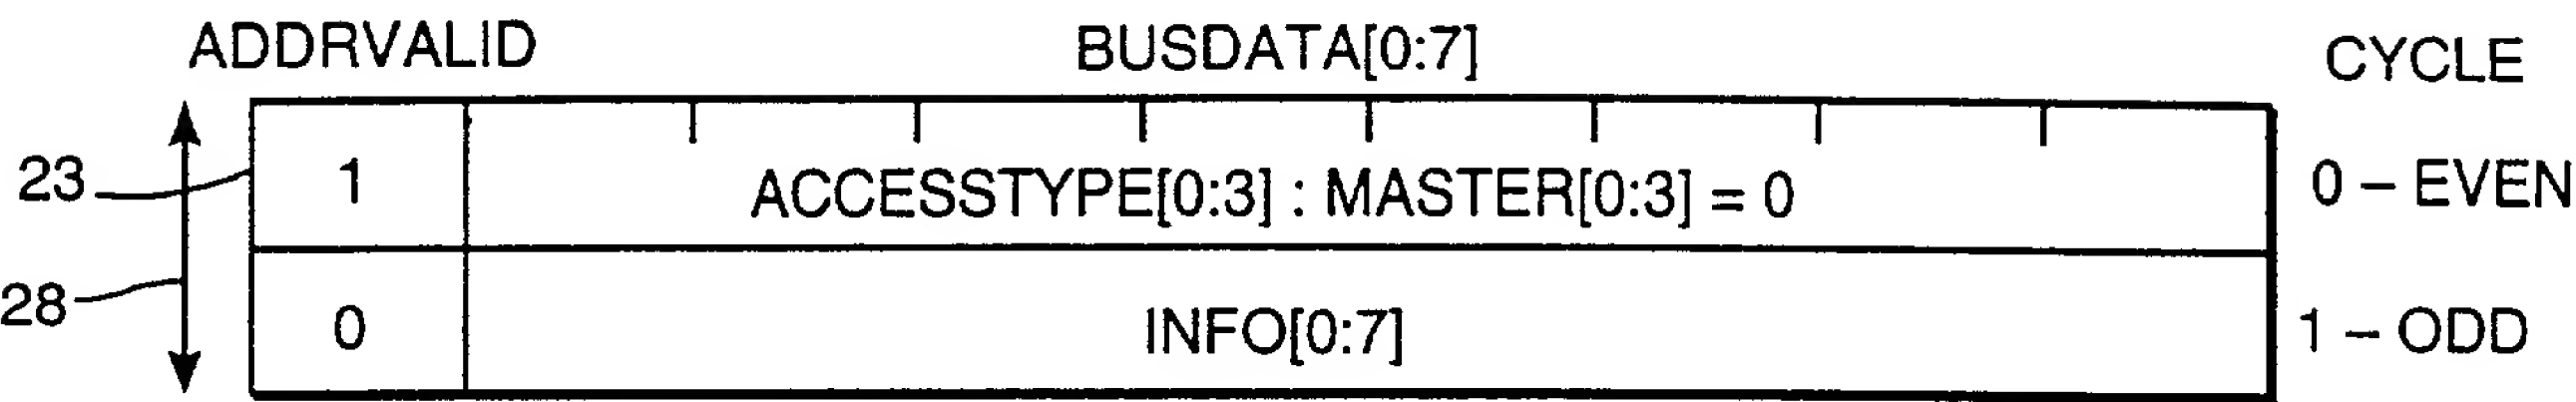 ADDRVALID BUSDATA[0:7] CYCLE
23 1 ACCESSTYPE[0:3] : MASTER[0:3] = 0 0 – EVEN
28 0 INFO[0:7] 1 – ODD